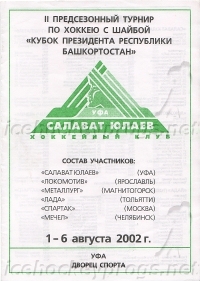 II ПРЕДСЕЗОННЫЙ ТУРНИР
ПО ХОККЕЮ С ШАЙБОЙ
«КУБОК ПРЕЗИДЕНТА РЕСПУБЛИКИ
БАШКОРТОСТАН»
УФА
САЛАВАТ ЮЛАЕВ
ХОККЕЙНЫЙ КЛУБ
СОСТАВ УЧАСТНИКОВ:
«САЛАВАТ ЮЛАЕВ» (УФА)
«ЛОКОМОТИВ» (ЯРОСЛАВЛЬ)
«МЕТАЛЛУРГ» (МАГНИТОГОРСК)
«ЛАДА» (ТОЛЬЯТТИ)
«СПАРТАК» (МОСКВА)
«МЕЧЕЛ» (ЧЕЛЯБИНСК)
1-6 августа 2002 г.
УФА
ДВОРЕЦ СПОРТА